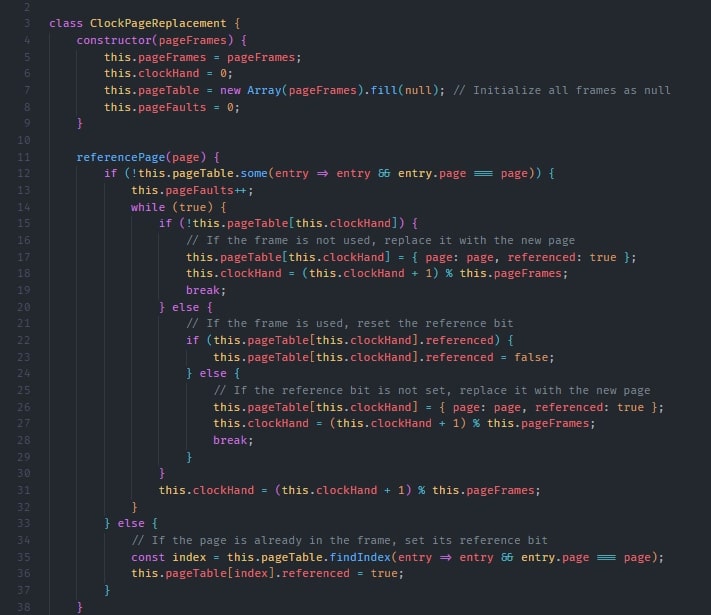 2
3 class ClockPageReplacement {
4 constructor(pageFrames) {
5 this.pageFrames = pageFrames;
6 this.clockHand = 0;
7 this.pageTable = new Array(pageFrames).fill(null); // Initialize all frames as null
8 this.pageFaults = 0;
9 }
10
11 referencePage(page) {
12 if (!this.pageTable.some(entry => entry && entry.page === page)) {
13 this.pageFaults++;
14 while (true) {
15 if (!this.pageTable[this.clockHand]) {
16 // If the frame is not used, replace it with the new page
17 this.pageTable[this.clockHand] = { page: page, referenced: true };
18 this.clockHand = (this.clockHand + 1) % this.pageFrames;
19 break;
20 } else {
21 // If the frame is used, reset the reference bit
22 if (this.pageTable[this.clockHand].referenced) {
23 this.pageTable[this.clockHand].referenced = false;
24 } else {
25 // If the reference bit is not set, replace it with the new page
26 this.pageTable[this.clockHand] = { page: page, referenced: true };
27 this.clockHand = (this.clockHand + 1) % this.pageFrames;
28 break;
29 }
30 }
31 this.clockHand = (this.clockHand + 1) % this.pageFrames;
32 }
33 } else {
34 // If the page is already in the frame, set its reference bit
35 const index = this.pageTable.findIndex(entry => entry && entry.page === page);
36 this.pageTable[index].referenced = true;
37 }
38 }